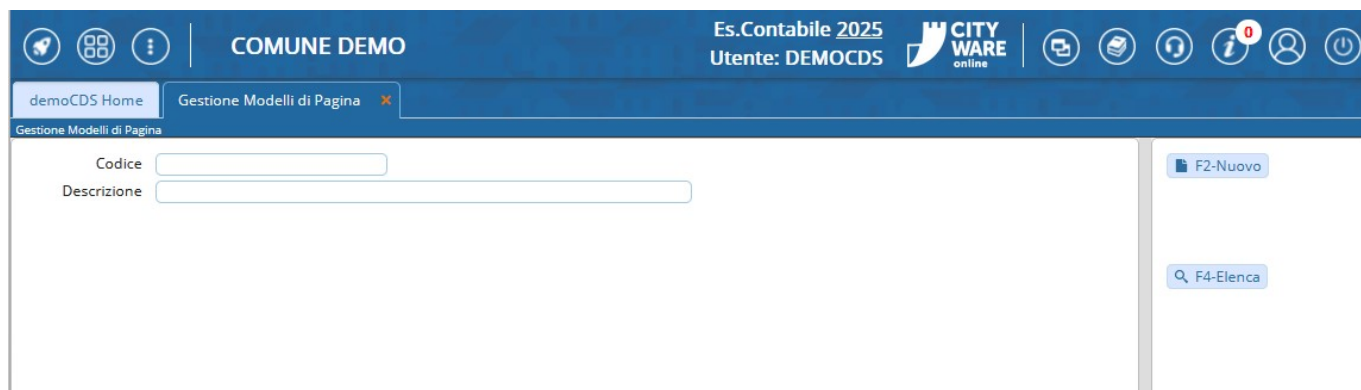 COMUNE DEMO
Es.Contabile 2025
Utente: DEMOCDS
CITY
WARE
online
0
i
demoCDS Home
Gestione Modelli di Pagina
Gestione Modelli di Pagina
Codice
Descrizione
F2-Nuovo
F4-Elenca